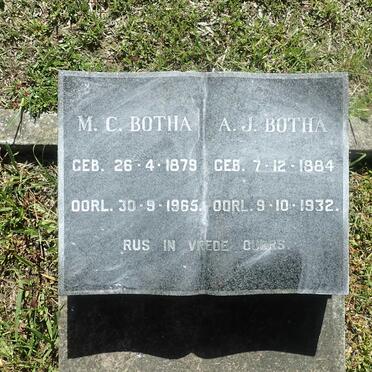 M. C. BOTHA A. J. BOTHA
GEB. 26-4-1879 GEB. 7-12-1884
OORL. 30-9-1965. OORL. 9-10-1932.
RUS IN VREDE OUERS